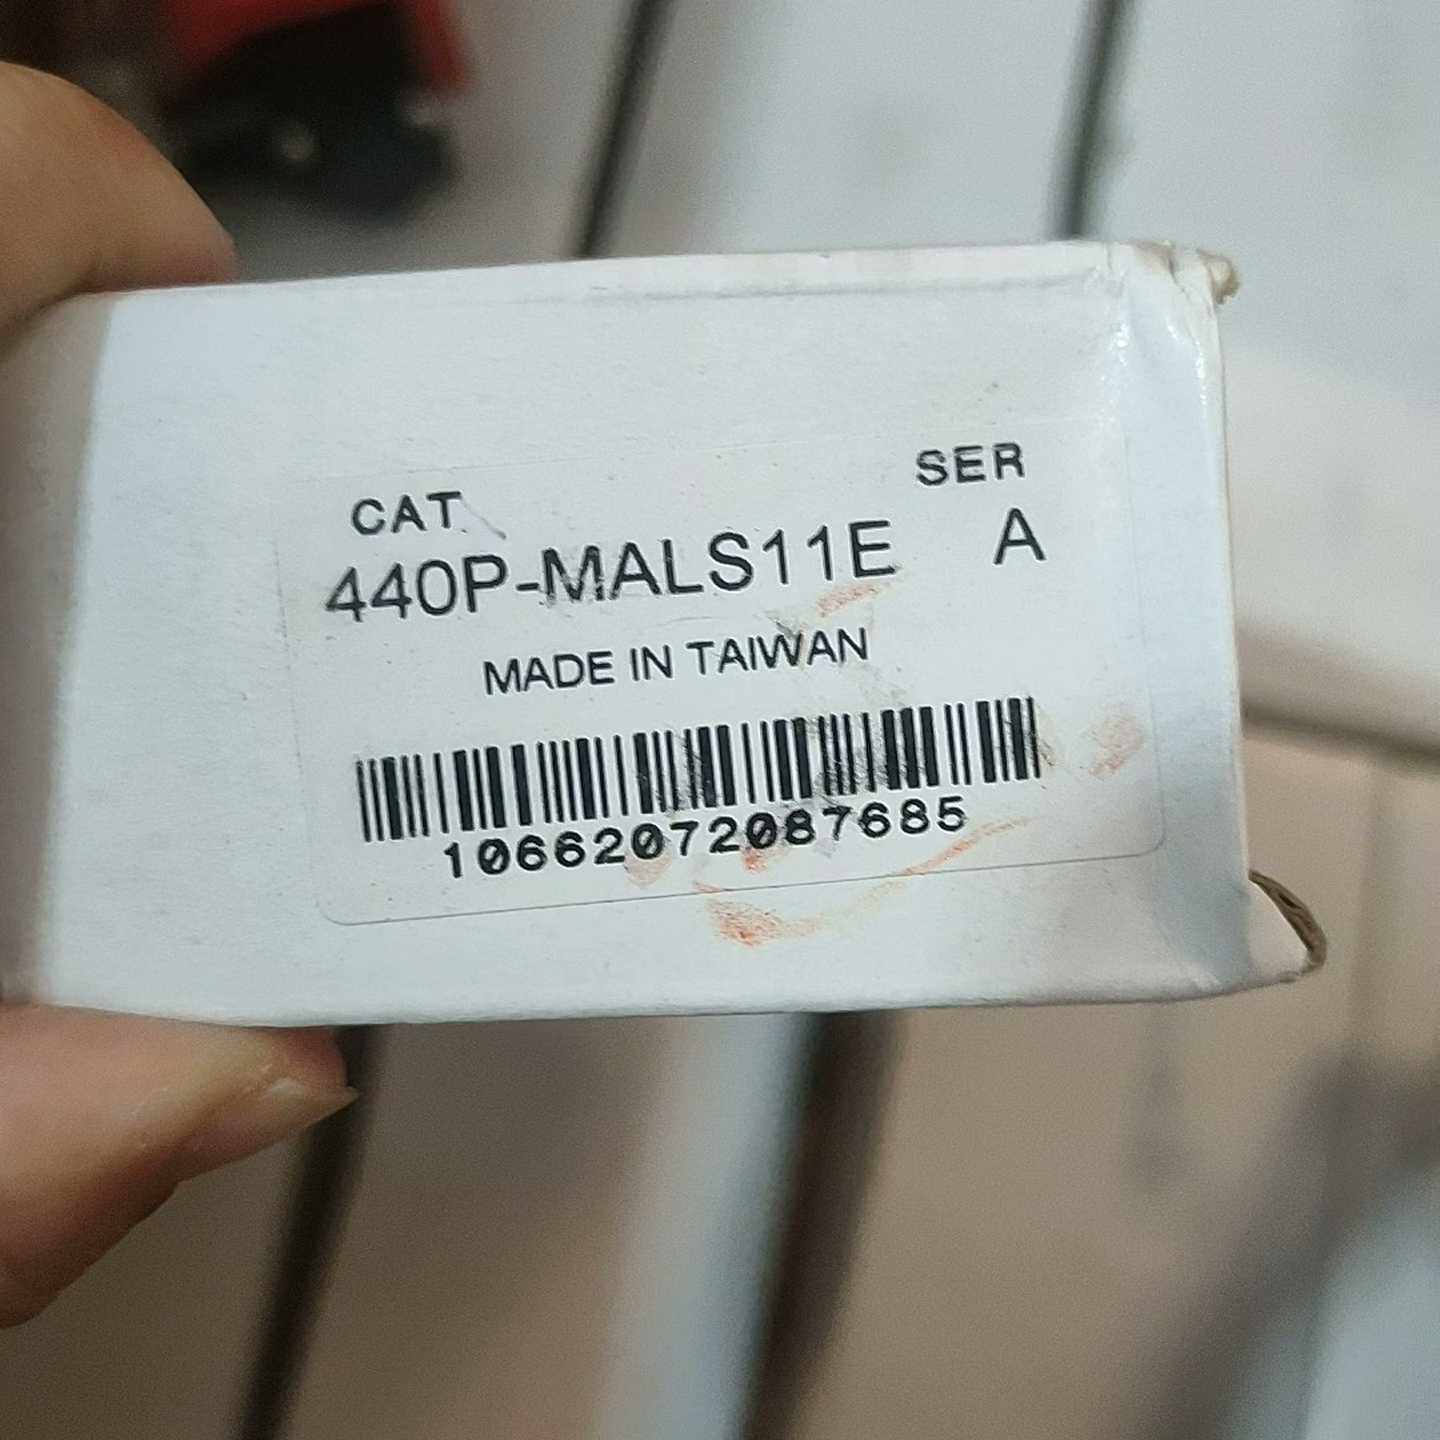 CAT SER
440P-MALS11E A
MADE IN TAIWAN
10662072087685